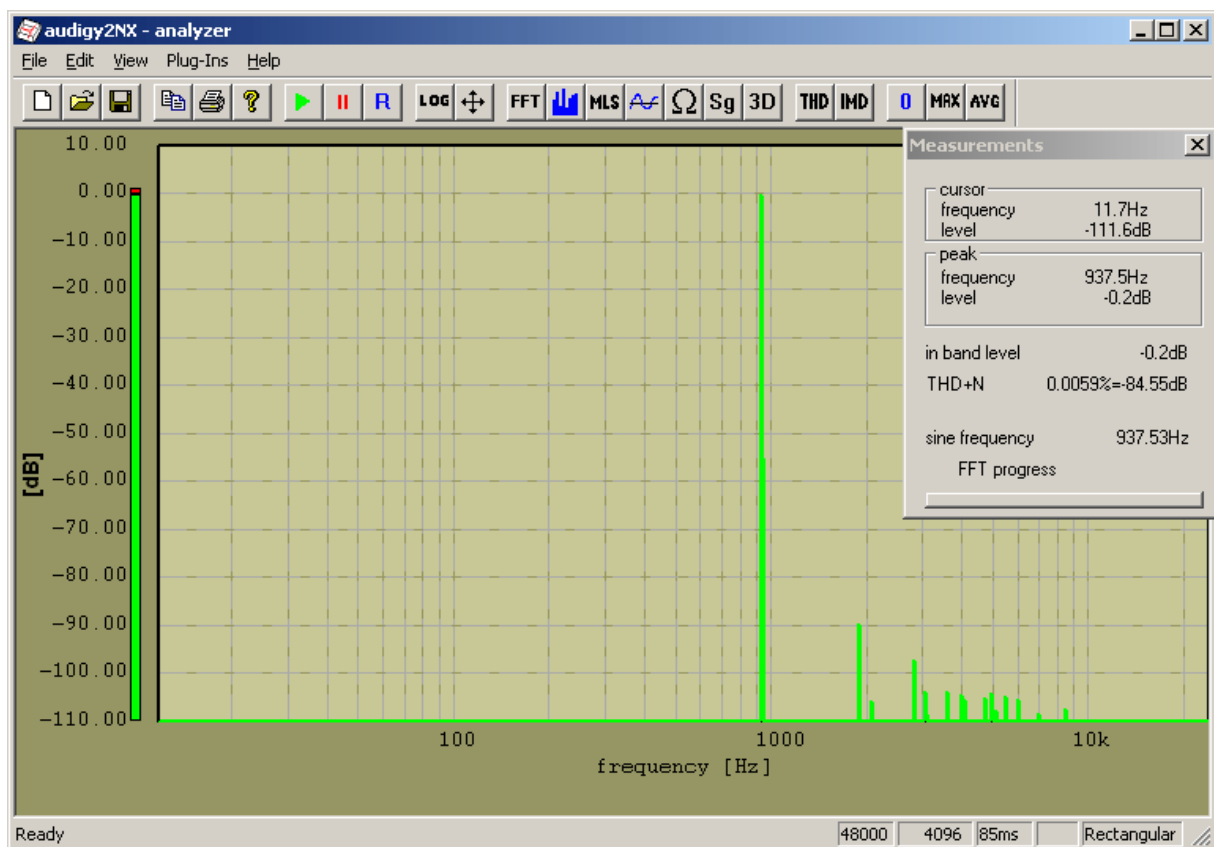 audigy2NX - analyzer
File Edit View Plug-Ins Help
R LOG FFT MLS Ω Sg 3D THD IMD 0 MAX AVG
10.00
0.00
-10.00
-20.00
-30.00
-40.00
-50.00
-60.00
-70.00
-80.00
-90.00
-100.00
-110.00
[dB]
100 1000 10k
frequency [Hz]
Measurements
cursor
frequency 11.7Hz
level -111.6dB
peak
frequency 937.5Hz
level -0.2dB
in band level -0.2dB
THD+N 0.0059%=-84.55dB
sine frequency 937.53Hz
FFT progress
Ready 48000 4096 85ms Rectangular